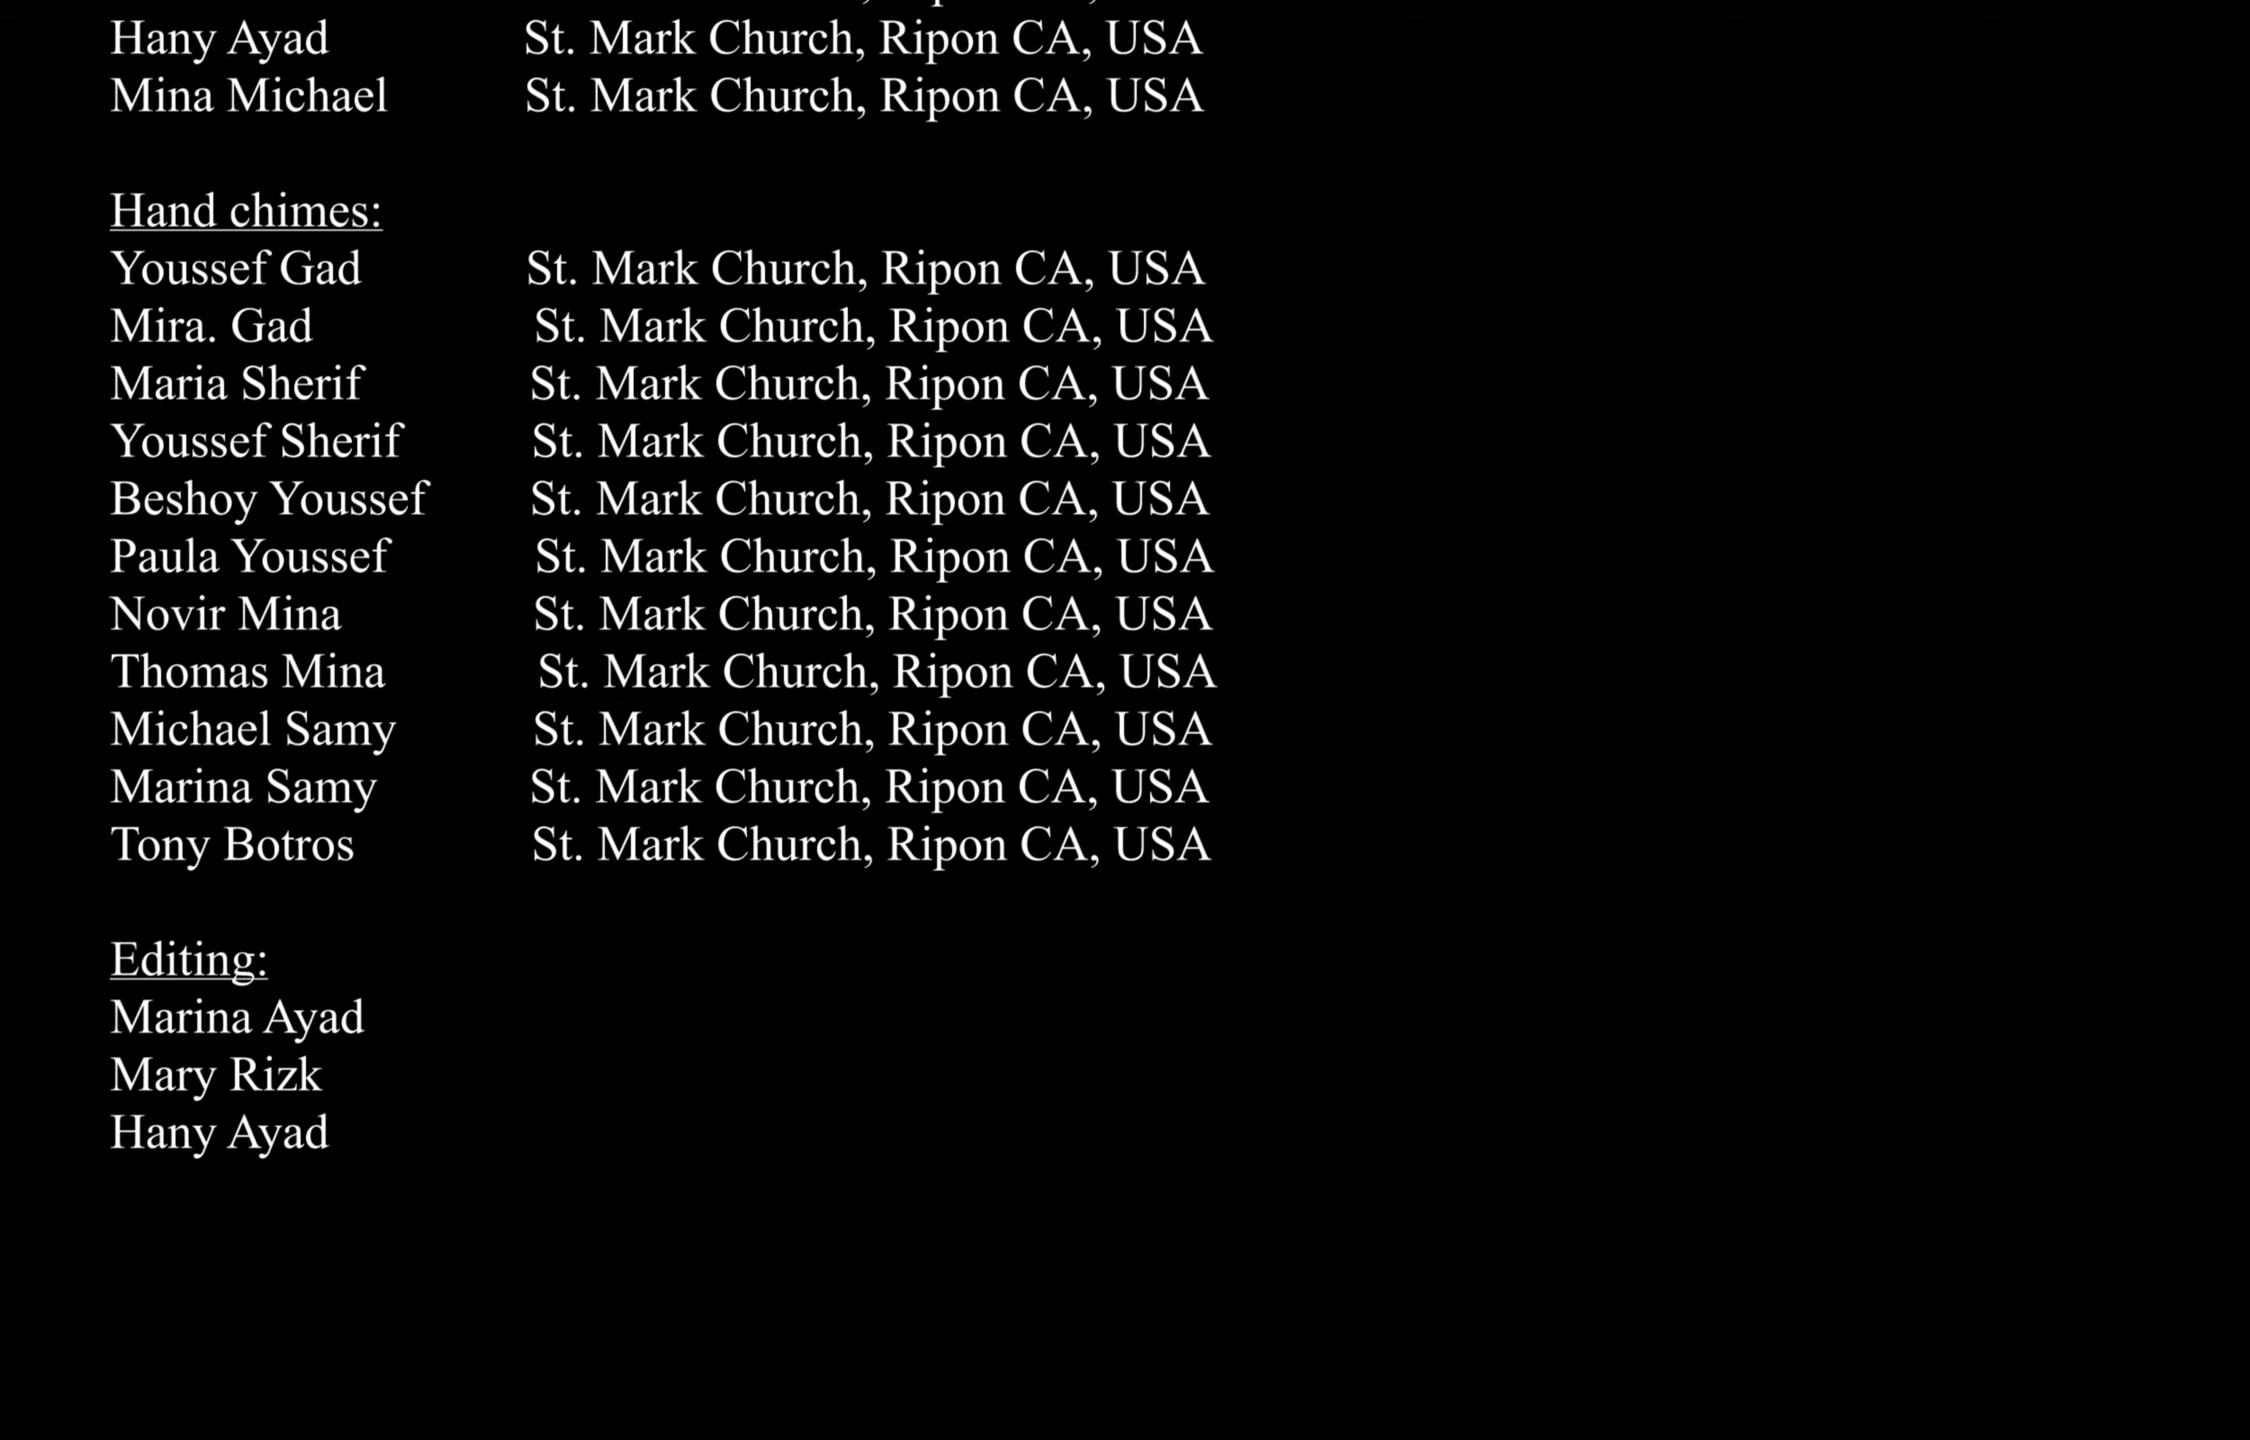 Hany Ayad St. Mark Church, Ripon CA, USA
Mina Michael St. Mark Church, Ripon CA, USA
Hand chimes:
Youssef Gad St. Mark Church, Ripon CA, USA
Mira. Gad St. Mark Church, Ripon CA, USA
Maria Sherif St. Mark Church, Ripon CA, USA
Youssef Sherif St. Mark Church, Ripon CA, USA
Beshoy Youssef St. Mark Church, Ripon CA, USA
Paula Youssef St. Mark Church, Ripon CA, USA
Novir Mina St. Mark Church, Ripon CA, USA
Thomas Mina St. Mark Church, Ripon CA, USA
Michael Samy St. Mark Church, Ripon CA, USA
Marina Samy St. Mark Church, Ripon CA, USA
Tony Botros St. Mark Church, Ripon CA, USA
Editing:
Marina Ayad
Mary Rizk
Hany Ayad